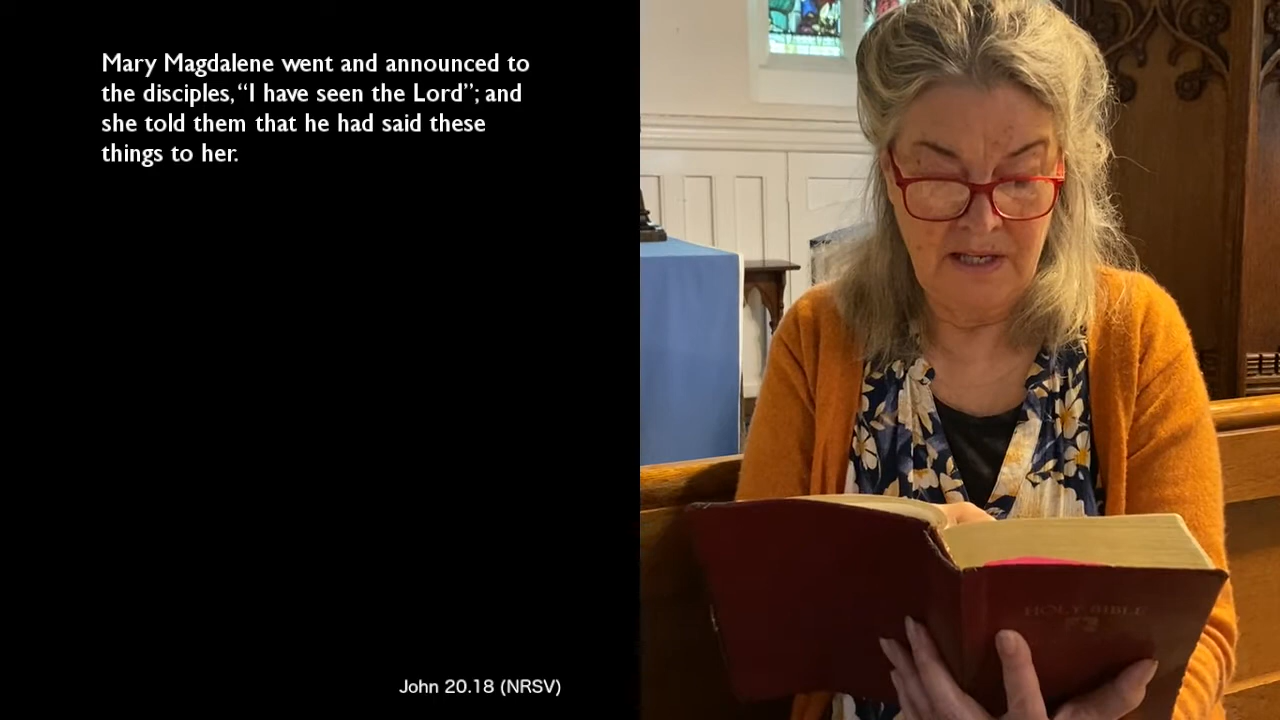 Mary Magdalene went and announced to
the disciples, “I have seen the Lord”; and
she told them that he had said these
things to her.
John 20.18 (NRSV)
HOLY BIBLE